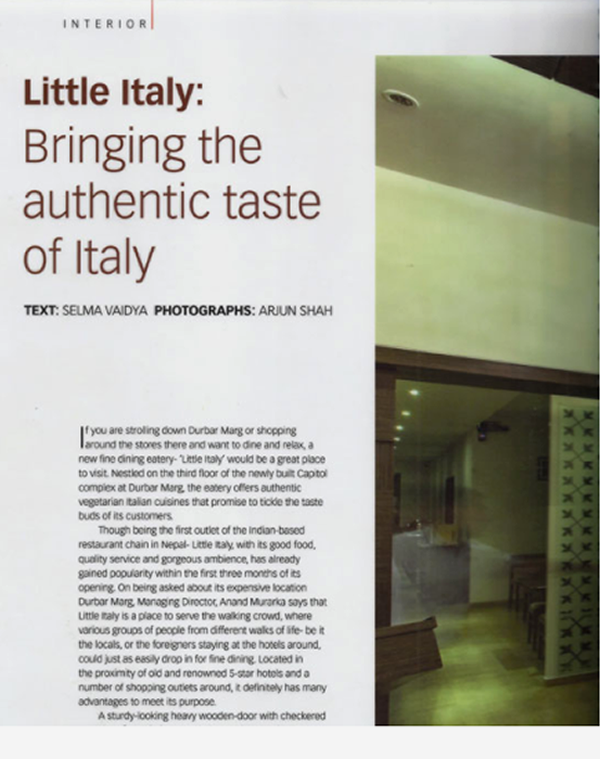 INTERIOR
Little Italy:
Bringing the
authentic taste
of Italy
TEXT: SELMA VAIDYA PHOTOGRAPHS: ARJUN SHAH
If you are strolling down Durbar Marg or shopping
around the stores there and want to dine and relax, a
new fine dining eatery- 'Little Italy' would be a great place
to visit. Nestled on the third floor of the newly built Capitol
complex at Durbar Marg, the eatery offers authentic
vegetarian Italian cuisines that promise to tickle the taste
buds of its customers.
Though being the first outlet of the Indian-based
restaurant chain in Nepal- Little Italy, with its good food,
quality service and gorgeous ambience, has already
gained popularity within the first three months of its
opening. On being asked about its expensive location
Durbar Marg, Managing Director, Anand Murarka says that
Little Italy is a place to serve the walking crowd, where
various groups of people from different walks of life- be it
the locals, or the foreigners staying at the hotels around,
could just as easily drop in for fine dining. Located in
the proximity of old and renowned 5-star hotels and a
number of shopping outlets around, it definitely has many
advantages to meet its purpose.
A sturdy-looking heavy wooden-door with checkered